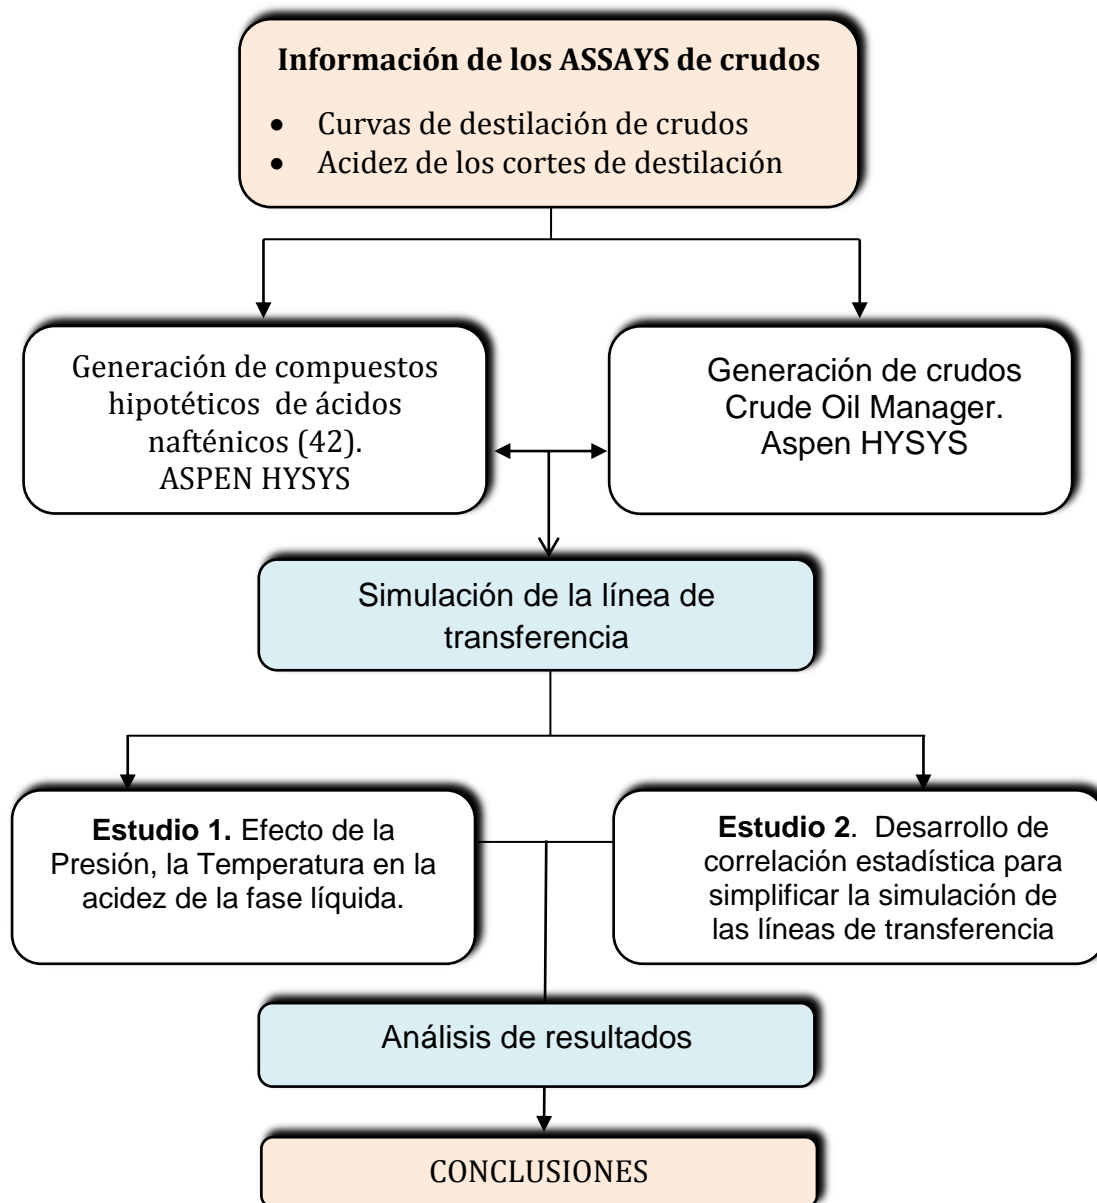 Información de los ASSAYS de crudos
• Curvas de destilación de crudos
• Acidez de los cortes de destilación
Generación de compuestos
hipotéticos de ácidos
nafténicos (42).
ASPEN HYSYS
Generación de crudos
Crude Oil Manager.
Aspen HYSYS
Simulación de la línea de
transferencia
Estudio 1. Efecto de la
Presión, la Temperatura en la
acidez de la fase líquida.
Estudio 2. Desarrollo de
correlación estadística para
simplificar la simulación de
las líneas de transferencia
Análisis de resultados
CONCLUSIONES